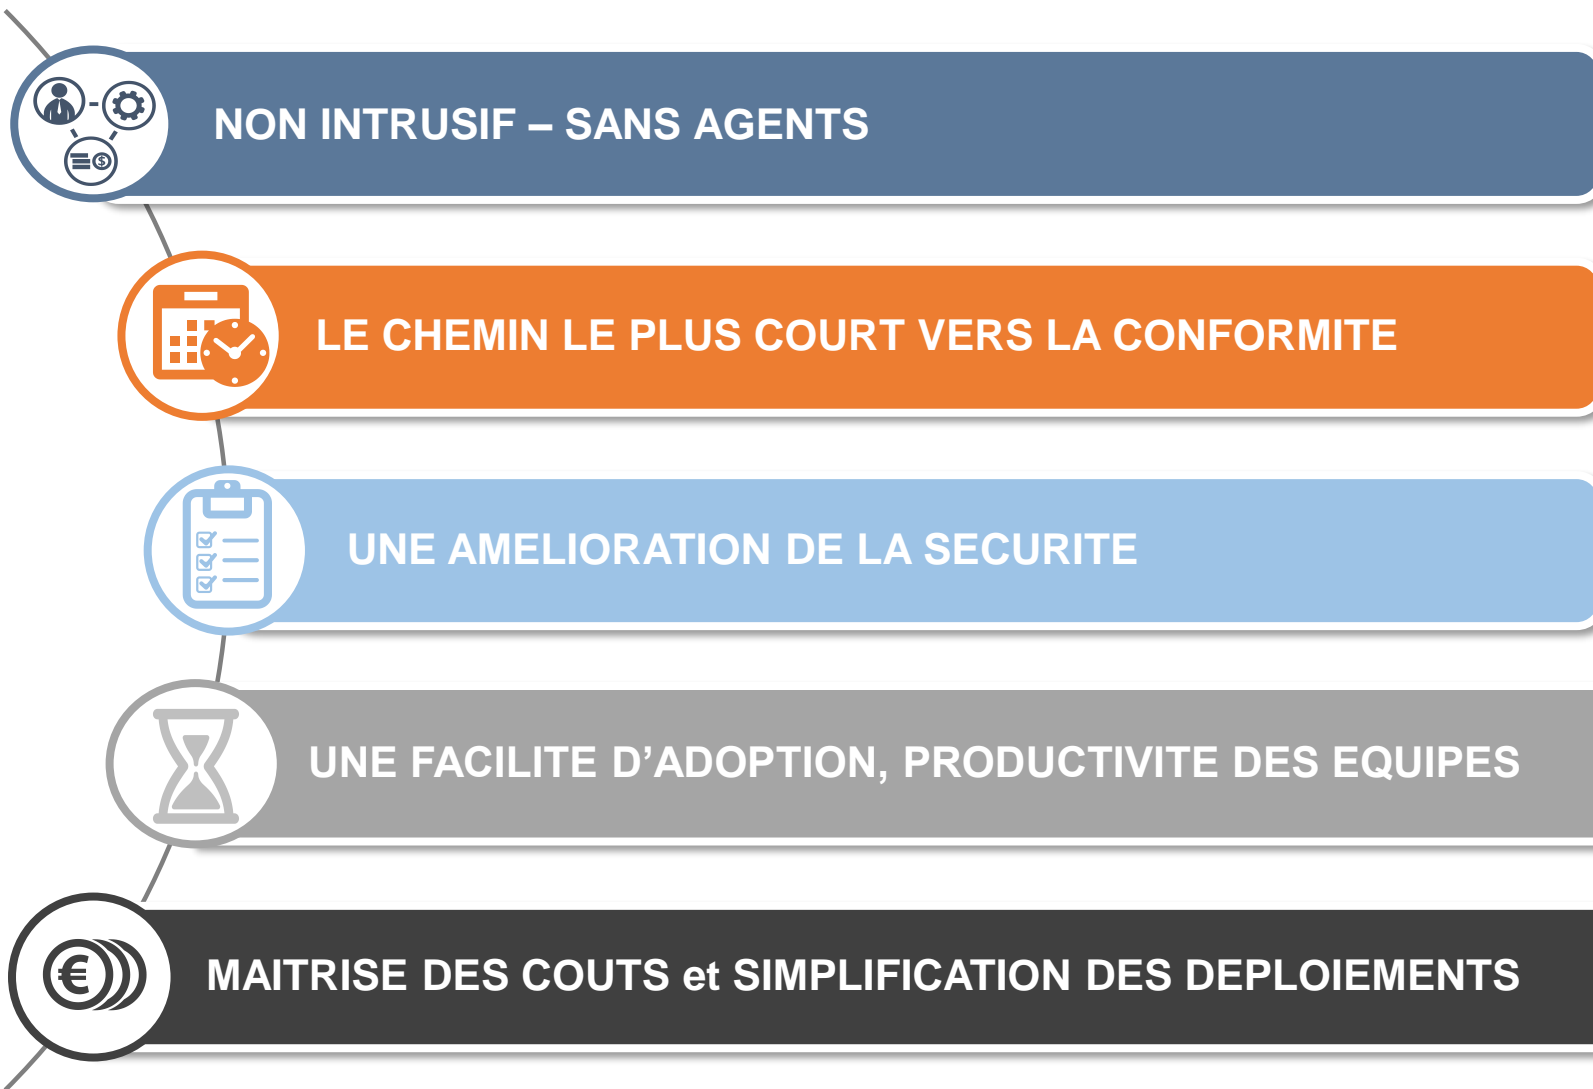 NON INTRUSIF – SANS AGENTS
LE CHEMIN LE PLUS COURT VERS LA CONFORMITE
UNE AMELIORATION DE LA SECURITE
UNE FACILITE D’ADOPTION, PRODUCTIVITE DES EQUIPES
MAITRISE DES COUTS et SIMPLIFICATION DES DEPLOIEMENTS